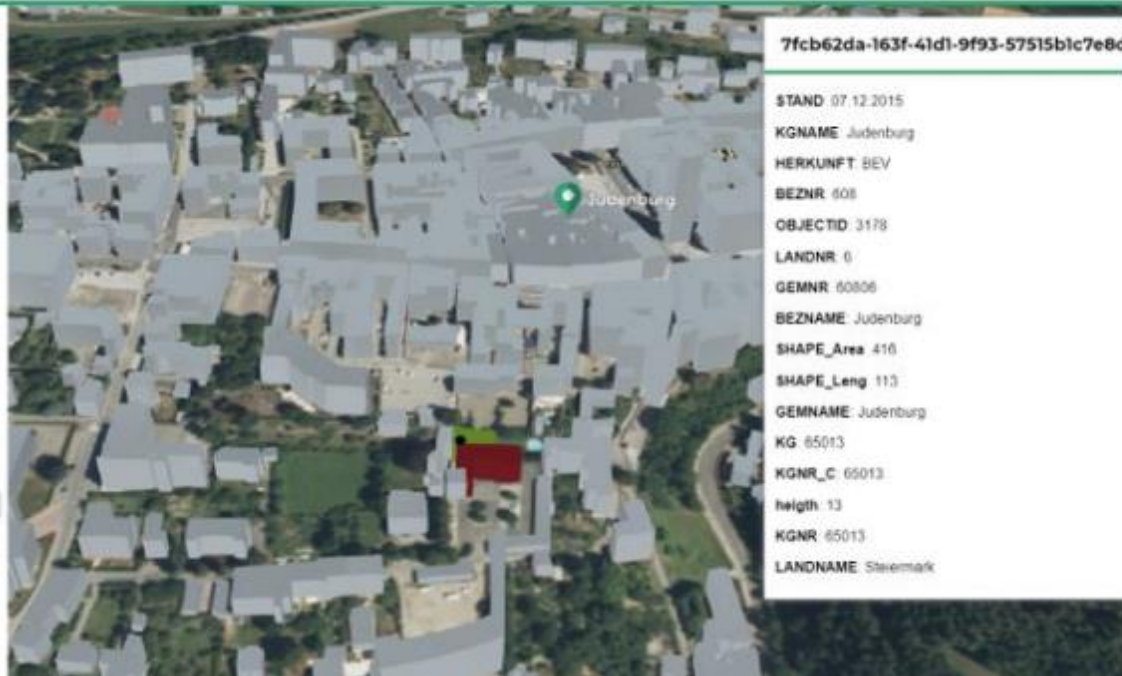 7fcb62da-163f-41d1-9f93-57515b1c7e8c
STAND: 07.12.2015
KGNAME: Judenburg
HERKUNFT: BEV
BEZNR: 608
OBJECTID: 3178
LANDNR: 6
GEMNR: 60806
BEZNAME: Judenburg
SHAPE_Area: 416
SHAPE_Leng: 113
GEMNAME: Judenburg
KG: 65013
KGNR_C: 65013
heigth: 13
KGNR: 65013
LANDNAME: Steiermark
Judenburg